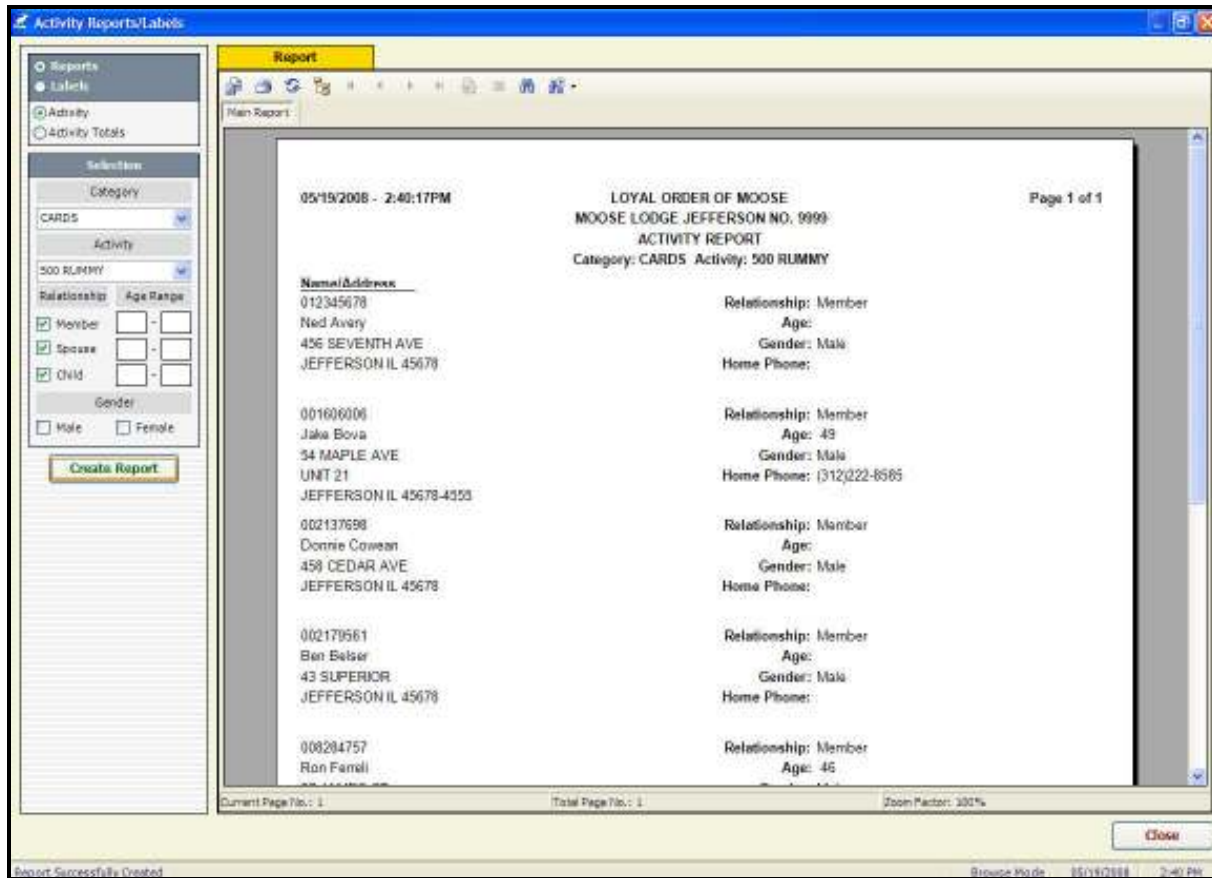 Activity Reports/Labels
Reports
Labels
Activity
Activity Totals
Selection
Category
CARDS
Activity
500 RUMMY
Relationship Age Range
Member -
Spouse -
Child -
Gender
Male Female
Create Report
Report
Main Report
05/19/2008 - 2:40:17PM LOYAL ORDER OF MOOSE Page 1 of 1
MOOSE LODGE JEFFERSON NO. 9999
ACTIVITY REPORT
Category: CARDS Activity: 500 RUMMY
Name/Address
012345678 Relationship: Member
Ned Avery Age:
456 SEVENTH AVE Gender: Male
JEFFERSON IL 45678 Home Phone:
001606006 Relationship: Member
Jake Bova Age: 49
54 MAPLE AVE Gender: Male
UNIT 21 Home Phone: (312)222-8585
JEFFERSON IL 45678-4555
002137698 Relationship: Member
Donnie Cowean Age:
458 CEDAR AVE Gender: Male
JEFFERSON IL 45678 Home Phone:
002179561 Relationship: Member
Ben Belser Age:
43 SUPERIOR Gender: Male
JEFFERSON IL 45678 Home Phone:
008284757 Relationship: Member
Ron Ferreli Age: 46
Current Page No.: 1 Total Page No.: 1 Zoom Factor: 100%
Close
Report Successfully Created Browse Mode 05/19/2008 2:40 PM